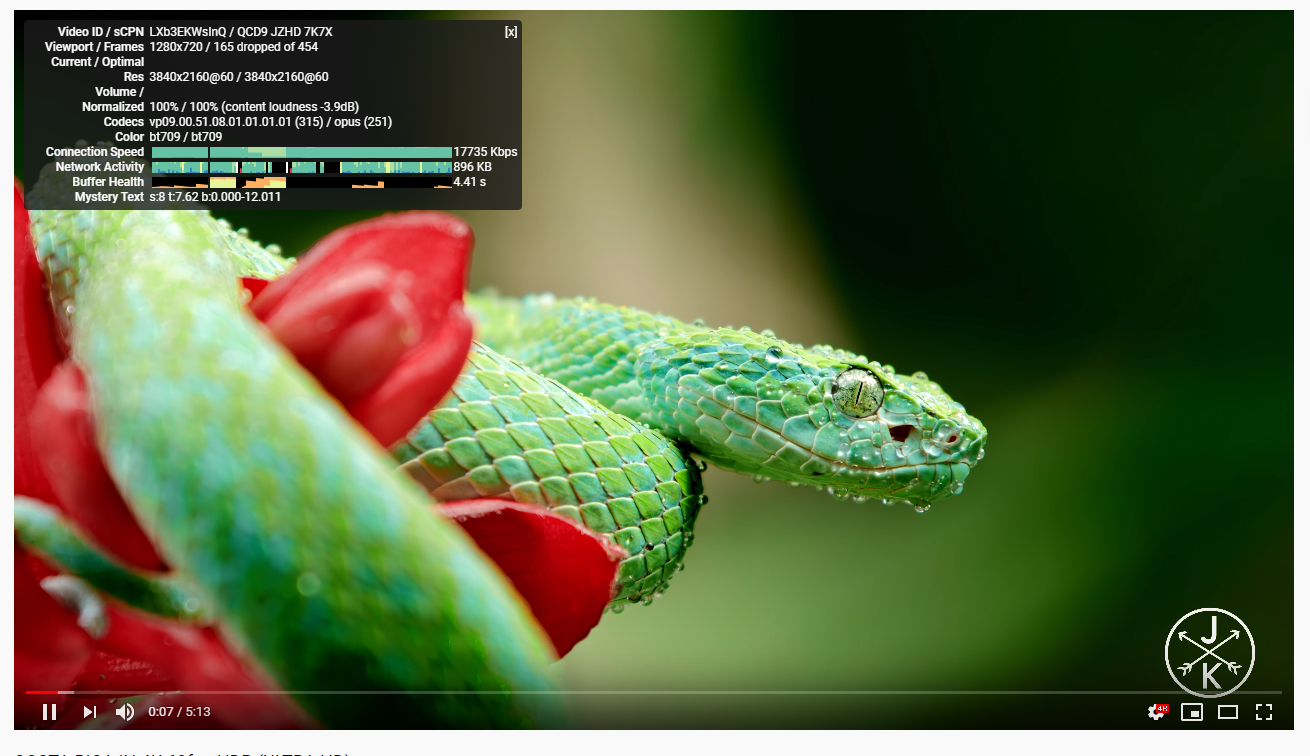 Video ID / sCPN LXb3EKWsInQ / QCD9 JZHD 7K7X [x]
Viewport / Frames 1280x720 / 165 dropped of 454
Current / Optimal
Res 3840x2160@60 / 3840x2160@60
Volume /
Normalized 100% / 100% (content loudness -3.9dB)
Codecs vp09.00.51.08.01.01.01.01 (315) / opus (251)
Color bt709 / bt709
Connection Speed 17735 Kbps
Network Activity 896 KB
Buffer Health 4.41 s
Mystery Text s:8 t:7.62 b:0.000-12.011
J
K
0:07 / 5:13
4K